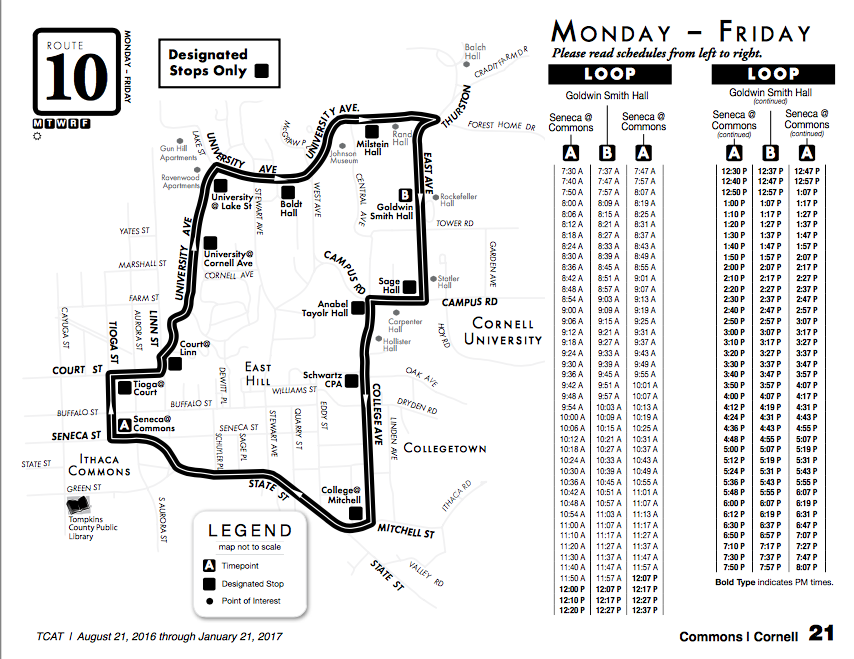 ROUTE
10
MONDAY – FRIDAY
MTWRF
Designated
Stops Only
MONDAY – FRIDAY
Please read schedules from left to right.
LOOP
Goldwin Smith Hall
Seneca @
Commons
Seneca @
Commons
A B A
7:30 A 7:37 A 7:47 A
7:40 A 7:47 A 7:57 A
7:50 A 7:57 A 8:07 A
8:00 A 8:09 A 8:19 A
8:06 A 8:15 A 8:25 A
8:12 A 8:21 A 8:31 A
8:18 A 8:27 A 8:37 A
8:24 A 8:33 A 8:43 A
8:30 A 8:39 A 8:49 A
8:36 A 8:45 A 8:55 A
8:42 A 8:51 A 9:01 A
8:48 A 8:57 A 9:07 A
8:54 A 9:03 A 9:13 A
9:00 A 9:09 A 9:19 A
9:06 A 9:15 A 9:25 A
9:12 A 9:21 A 9:31 A
9:18 A 9:27 A 9:37 A
9:24 A 9:33 A 9:43 A
9:30 A 9:39 A 9:49 A
9:36 A 9:45 A 9:55 A
9:42 A 9:51 A 10:01 A
9:48 A 9:57 A 10:07 A
9:54 A 10:03 A 10:13 A
10:00 A 10:09 A 10:19 A
10:06 A 10:15 A 10:25 A
10:12 A 10:21 A 10:31 A
10:18 A 10:27 A 10:37 A
10:24 A 10:33 A 10:43 A
10:30 A 10:39 A 10:49 A
10:36 A 10:45 A 10:55 A
10:42 A 10:51 A 11:01 A
10:48 A 10:57 A 11:07 A
10:54 A 11:03 A 11:13 A
11:00 A 11:07 A 11:17 A
11:10 A 11:17 A 11:27 A
11:20 A 11:27 A 11:37 A
11:30 A 11:37 A 11:47 A
11:40 A 11:47 A 11:57 A
11:50 A 11:57 A 12:07 P
12:00 P 12:07 P 12:17 P
12:10 P 12:17 P 12:27 P
12:20 P 12:27 P 12:37 P
LOOP
Goldwin Smith Hall
(continued)
Seneca @
Commons
(continued)
Seneca @
Commons
(continued)
A B A
12:30 P 12:37 P 12:47 P
12:40 P 12:47 P 12:57 P
12:50 P 12:57 P 1:07 P
1:00 P 1:07 P 1:17 P
1:10 P 1:17 P 1:27 P
1:20 P 1:27 P 1:37 P
1:30 P 1:37 P 1:47 P
1:40 P 1:47 P 1:57 P
1:50 P 1:57 P 2:07 P
2:00 P 2:07 P 2:17 P
2:10 P 2:17 P 2:27 P
2:20 P 2:27 P 2:37 P
2:30 P 2:37 P 2:47 P
2:40 P 2:47 P 2:57 P
2:50 P 2:57 P 3:07 P
3:00 P 3:07 P 3:17 P
3:10 P 3:17 P 3:27 P
3:20 P 3:27 P 3:37 P
3:30 P 3:37 P 3:47 P
3:40 P 3:47 P 3:57 P
3:50 P 3:57 P 4:07 P
4:00 P 4:07 P 4:17 P
4:12 P 4:19 P 4:31 P
4:24 P 4:31 P 4:43 P
4:36 P 4:43 P 4:55 P
4:48 P 4:55 P 5:07 P
5:00 P 5:07 P 5:19 P
5:12 P 5:19 P 5:31 P
5:24 P 5:31 P 5:43 P
5:36 P 5:43 P 5:55 P
5:48 P 5:55 P 6:07 P
6:00 P 6:07 P 6:19 P
6:12 P 6:19 P 6:31 P
6:30 P 6:37 P 6:47 P
6:50 P 6:57 P 7:07 P
7:10 P 7:17 P 7:27 P
7:30 P 7:37 P 7:47 P
7:50 P 7:57 P 8:07 P
Bold Type indicates PM times.
Balch
Hall
CRADIT FARM DR
THURSTON
FOREST HOME DR
UNIVERSITY AVE.
Milstein
Hall
Rand
Hall
Johnson
Museum
LAKE ST
Gun Hill
Apartments
Ravenwood
Apartments
UNIVERSITY AVE
University
@ Lake St
Boldt
Hall
STEWART AVE
WEST AVE
CENTRAL AVE
EAST AVE
B
Goldwin
Smith Hall
Rockefeller
Hall
TOWER RD
YATES ST
University@
Cornell Ave
CORNELL AVE
MARSHALL ST
UNIVERSITY AVE
GARDEN AVE
CAMPUS RD
Sage
Hall
Statler
Hall
CAMPUS RD
FARM ST
Anabel
Tayolr Hall
Carpenter
Hall
HOY RD
CORNELL
UNIVERSITY
Hollister
Hall
CAYUGA ST
TIOGA ST
AURORA ST
LINN ST
Court@
Linn
COURT ST
EAST
HILL
Schwartz
CPA
OAK AVE
Tioga@
Court
DEWITT PL
WILLIAMS ST
DRYDEN RD
BUFFALO ST
BUFFALO ST
A
Seneca@
Commons
SENECA ST
SENECA ST
SCHUYLER PL
SAGE PL
STEWART AVE
QUARRY ST
EDDY ST
COLLEGE AVE
LINDEN AVE
COLLEGETOWN
STATE ST
ITHACA
COMMONS
GREEN ST
Tompkins
County Public
Library
S AURORA ST
STATE ST
College@
Mitchell
MITCHELL ST
ITHACA RD
STATE ST
VALLEY RD
LEGEND
map not to scale
A Timepoint
Designated Stop
Point of Interest
TCAT I August 21, 2016 through January 21, 2017
Commons I Cornell 21